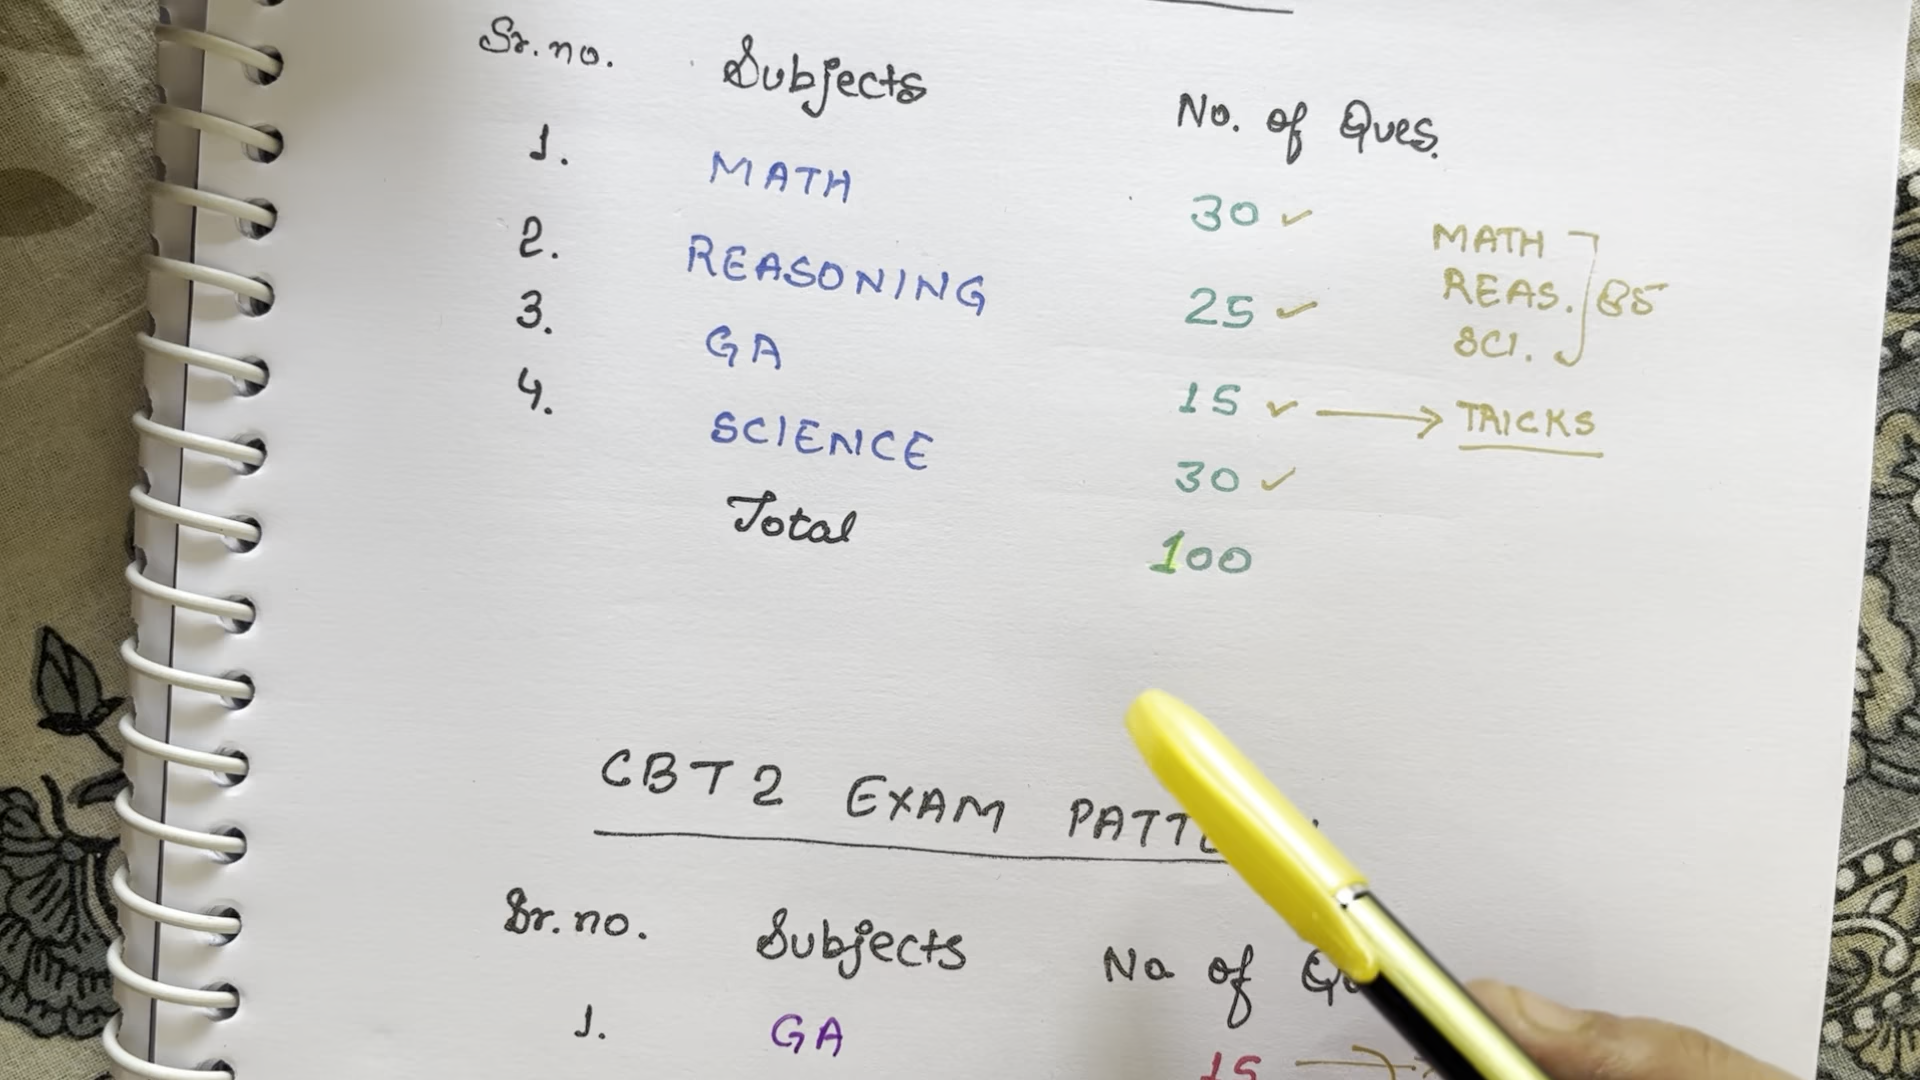 Sr.no. Subjects No. of Ques.
1. MATH 30 ✓
2. REASONING 25 ✓
3. GA 15 ✓ → TRICKS
4. SCIENCE 30 ✓
Total 100
MATH
REAS. 85
SCI.
CBT 2 EXAM
Sr.no. Subjects No of
1. GA 15